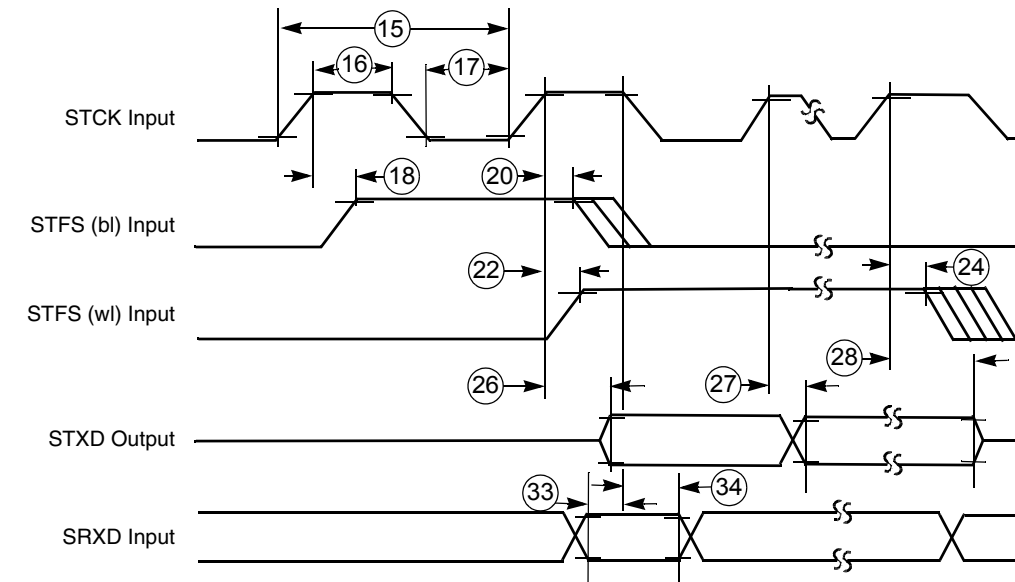 15
16
17
STCK Input
18
20
STFS (bl) Input
22
24
STFS (wl) Input
26
27
28
STXD Output
33
34
SRXD Input